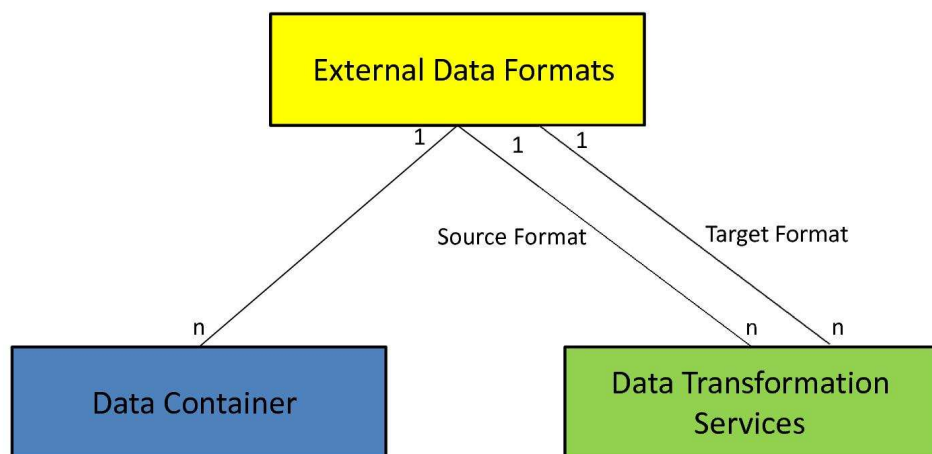 External Data Formats
1
1
1
Source Format
Target Format
n
n
n
Data Container
Data Transformation
Services